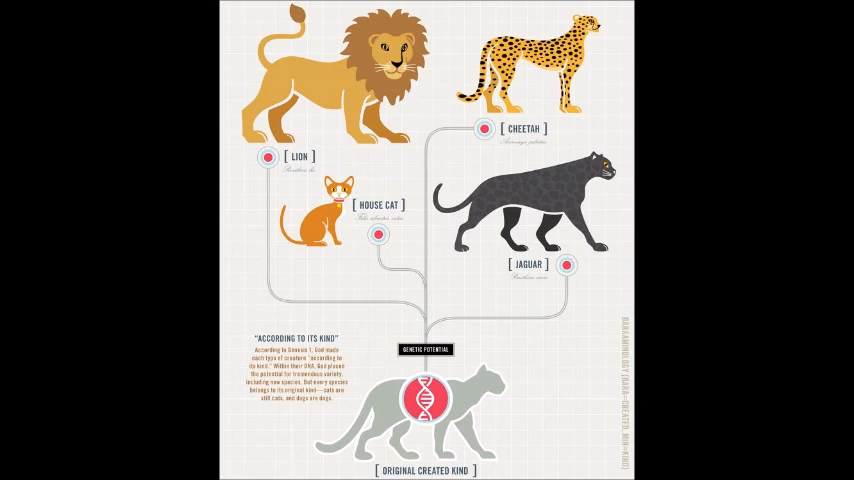 [ CHEETAH ]
[ LION ]
[ HOUSE CAT ]
[ JAGUAR ]
"ACCORDING TO ITS KIND"
According to Genesis 1, God made
each type of creature "according to
its kind." Within their DNA, God placed
the potential for tremendous variety,
including new species. But every species
belongs to its original kind—cats are
still cats, and dogs are dogs.
GENETIC POTENTIAL
[ ORIGINAL CREATED KIND ]
BARAMINOLOGY (BARA=CREATED, MIN=KIND)